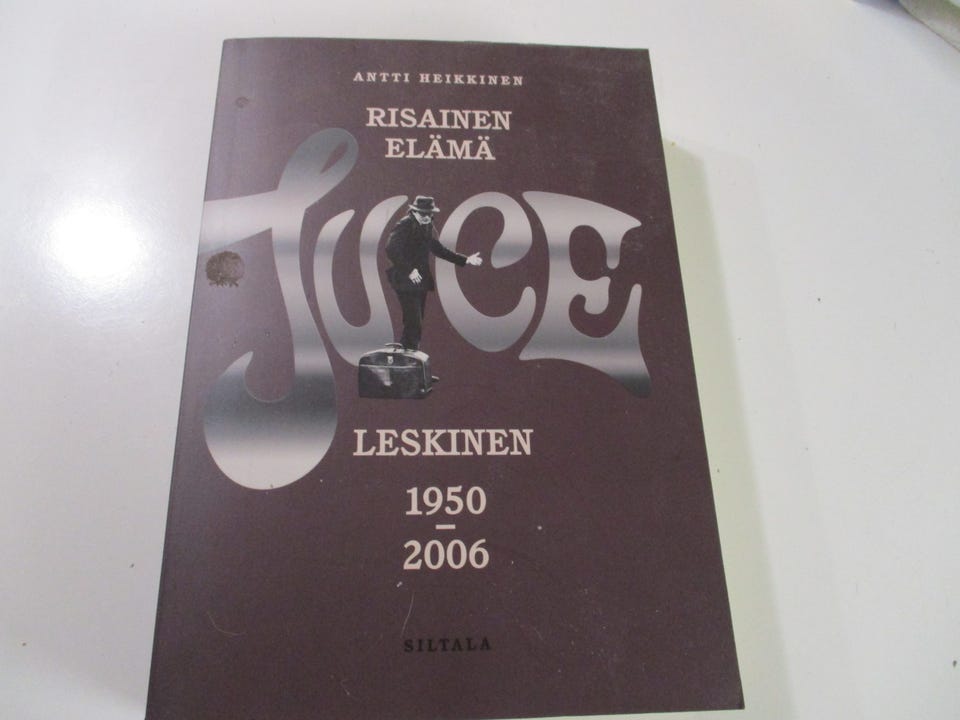 ANTTI HEIKKINEN
RISAINEN
ELÄMÄ
JUICE
LESKINEN
1950
–
2006
SILTALA